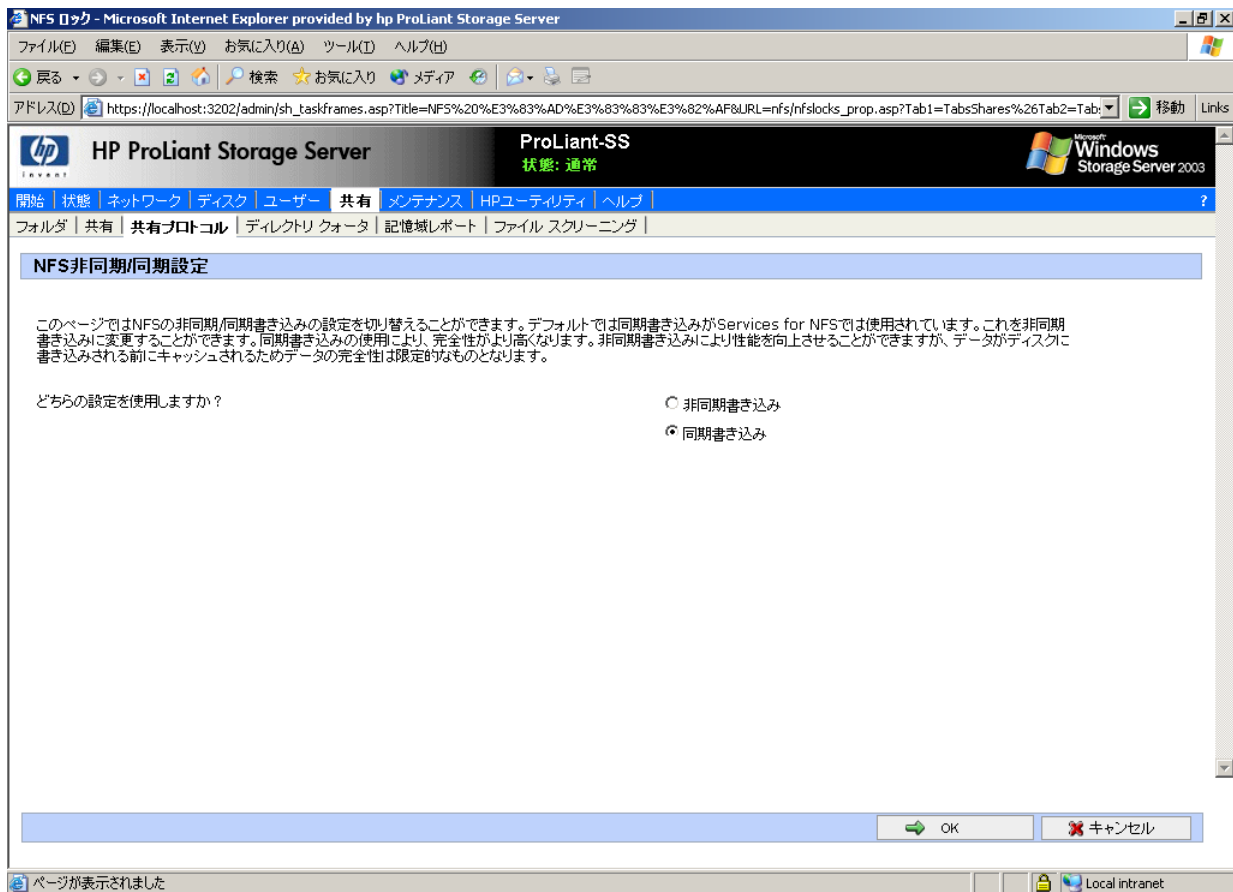 NFS ロック - Microsoft Internet Explorer provided by hp ProLiant Storage Server
ファイル(F) 編集(E) 表示(V) お気に入り(A) ツール(T) ヘルプ(H)
戻る 検索 お気に入り メディア
アドレス(D) https://localhost:3202/admin/sh_taskframes.asp?Title=NFS%20%E3%83%AD%E3%83%83%E3%82%AF&URL=nfs/nfslocks_prop.asp?Tab1=TabsShares%26Tab2=Tab: 移動 Links
hp invent HP ProLiant Storage Server ProLiant-SS Microsoft Windows
状態: 通常 Storage Server 2003
開始 | 状態 | ネットワーク | ディスク | ユーザー | 共有 | メンテナンス | HPユーティリティ | ヘルプ | ?
フォルダ | 共有 | 共有プロトコル | ディレクトリ クォータ | 記憶域レポート | ファイル スクリーニング |
NFS非同期/同期設定
このページではNFSの非同期/同期書き込みの設定を切り替えることができます。デフォルトでは同期書き込みがServices for NFSでは使用されています。これを非同期
書き込みに変更することができます。同期書き込みの使用により、完全性がより高くなります。非同期書き込みにより性能を向上させることができますが、データがディスクに
書き込みされる前にキャッシュされるためデータの完全性は限定的なものとなります。
どちらの設定を使用しますか？ 非同期書き込み
同期書き込み
OK キャンセル
ページが表示されました Local intranet